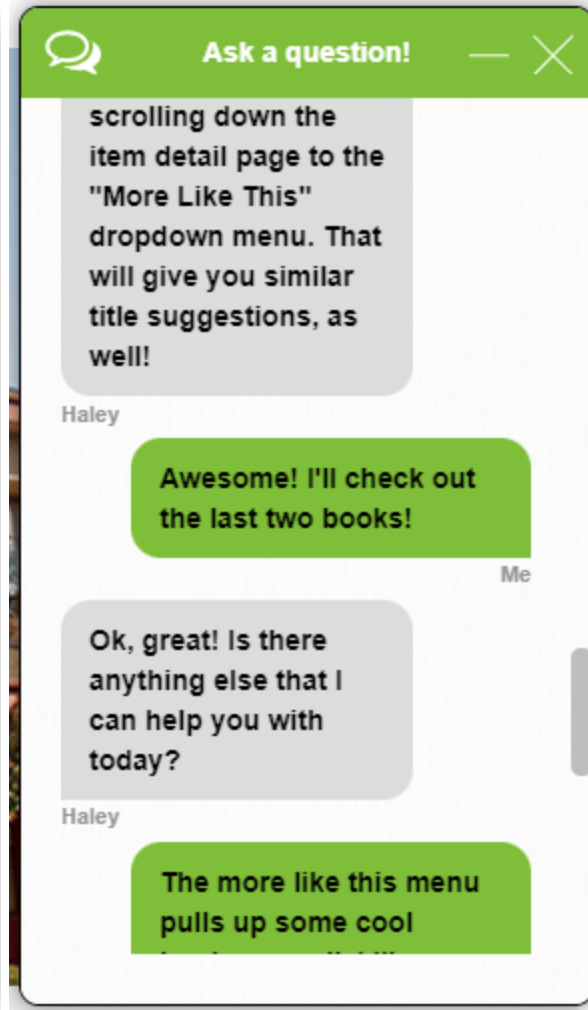 Ask a question!
scrolling down the
item detail page to the
"More Like This"
dropdown menu. That
will give you similar
title suggestions, as
well!
Haley
Awesome! I'll check out
the last two books!
Me
Ok, great! Is there
anything else that I
can help you with
today?
Haley
The more like this menu
pulls up some cool